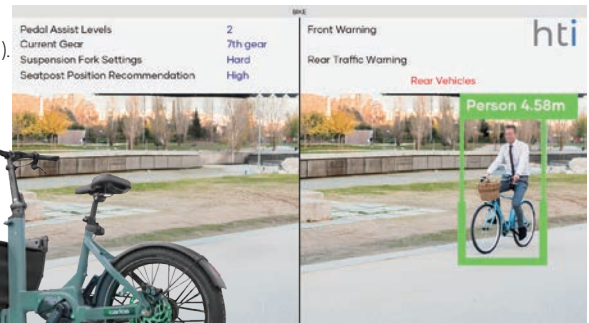 ).
BIKE
Pedal Assist Levels 2
Current Gear 7th gear
Suspension Fork Settings Hard
Seatpost Position Recommendation High
Front Warning
hti
Rear Traffic Warning
Rear Vehicles
Person 4.58m